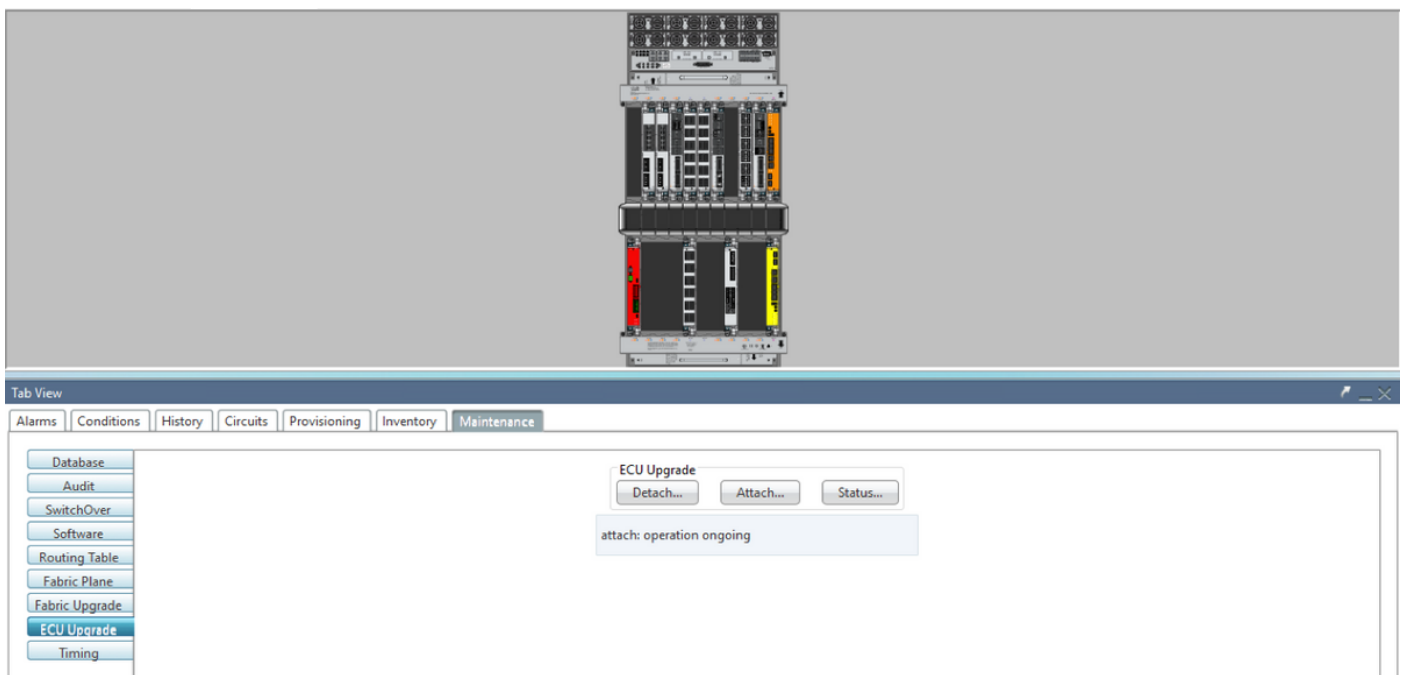 Tab View
Alarms Conditions History Circuits Provisioning Inventory Maintenance
Database
Audit
SwitchOver
Software
Routing Table
Fabric Plane
Fabric Upgrade
ECU Upgrade
Timing
ECU Upgrade
Detach... Attach... Status...
attach: operation ongoing